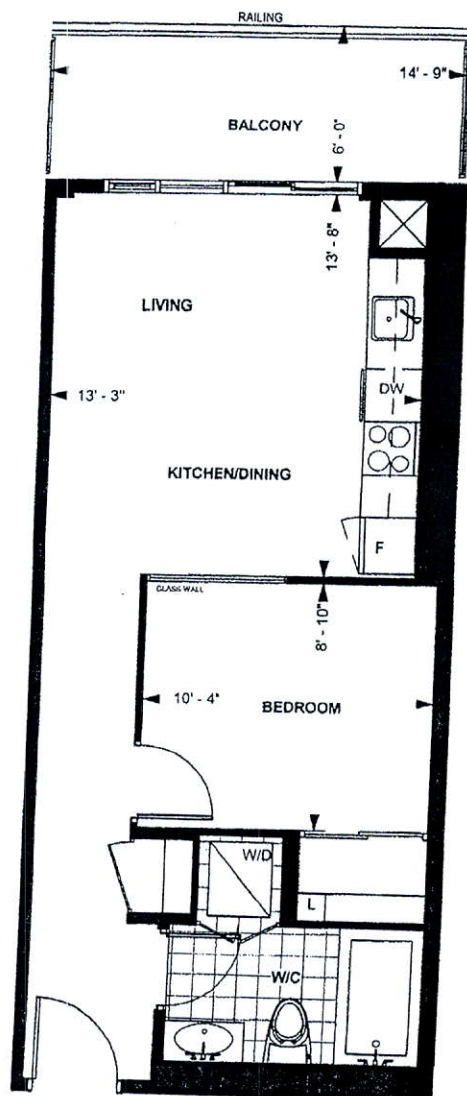 RAILING
14' - 9"
BALCONY
6' - 0"
13' - 8"
LIVING
13' - 3"
DW
KITCHEN/DINING
F
GLASS WALL
8' - 10"
10' - 4"
BEDROOM
W/D
L
W/C